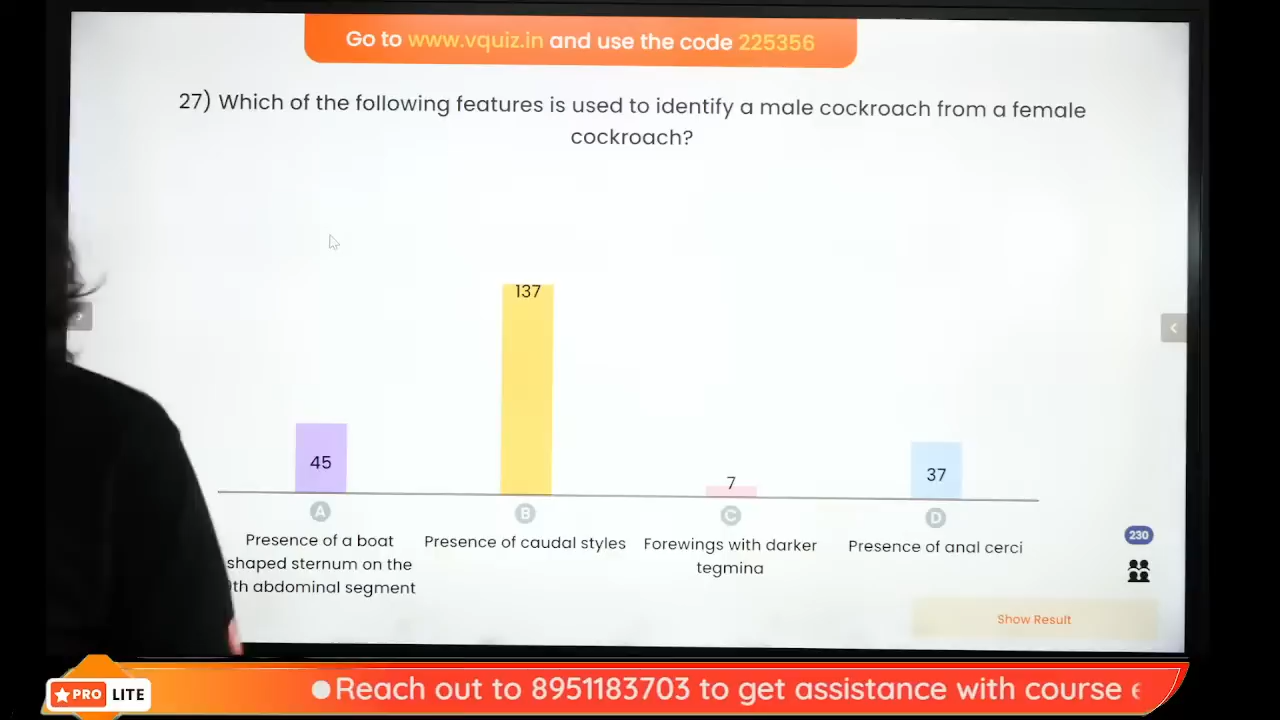 Go to www.vquiz.in and use the code 225356
27) Which of the following features is used to identify a male cockroach from a female
cockroach?
137
45
7
37
A
B
C
D
Presence of a boat
shaped sternum on the
th abdominal segment
Presence of caudal styles
Forewings with darker
tegmina
Presence of anal cerci
230
Show Result
PRO LITE
Reach out to 8951183703 to get assistance with course